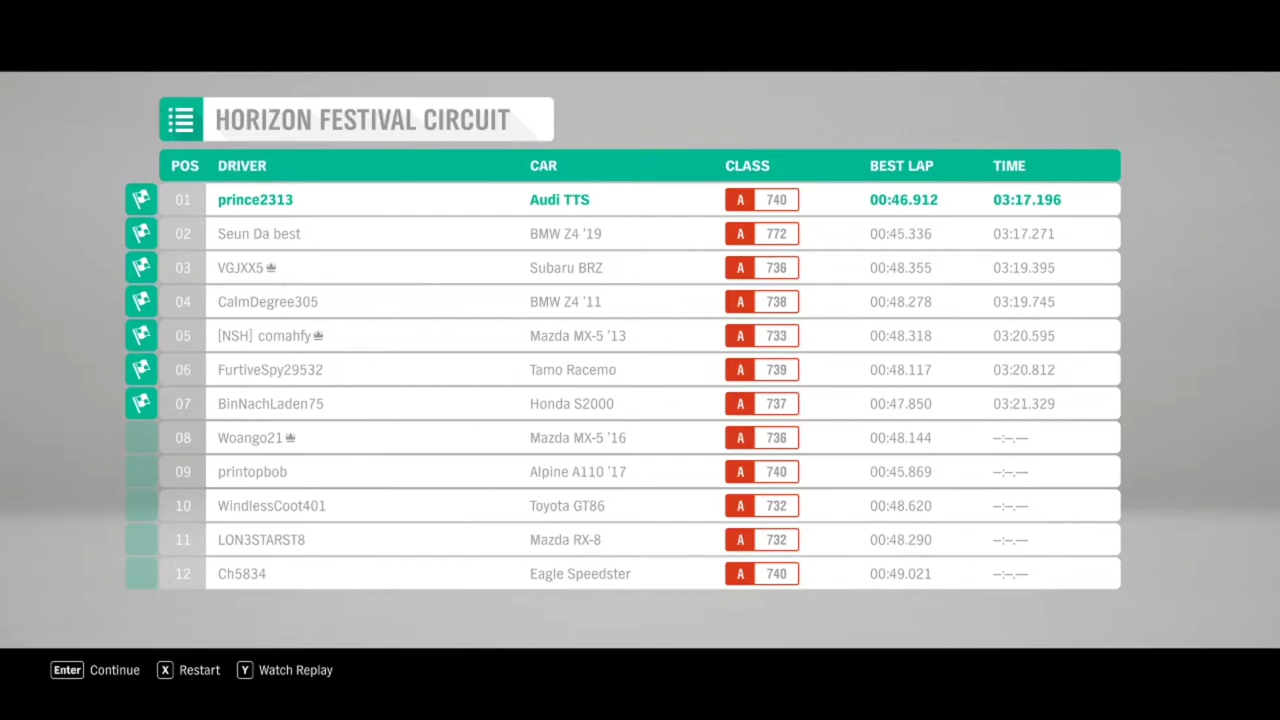 HORIZON FESTIVAL CIRCUIT
POS DRIVER CAR CLASS BEST LAP TIME
01 prince2313 Audi TTS A 740 00:46.912 03:17.196
02 Seun Da best BMW Z4 '19 A 772 00:45.336 03:17.271
03 VGJXX5 Subaru BRZ A 736 00:48.355 03:19.395
04 CalmDegree305 BMW Z4 '11 A 738 00:48.278 03:19.745
05 [NSH] comahfy Mazda MX-5 '13 A 733 00:48.318 03:20.595
06 FurtiveSpy29532 Tamo Racemo A 739 00:48.117 03:20.812
07 BinNachLaden75 Honda S2000 A 737 00:47.850 03:21.329
08 Woango21 Mazda MX-5 '16 A 736 00:48.144 --:--.---
09 printopbob Alpine A110 '17 A 740 00:45.869 --:--.---
10 WindlessCoot401 Toyota GT86 A 732 00:48.620 --:--.---
11 LON3STARST8 Mazda RX-8 A 732 00:48.290 --:--.---
12 Ch5834 Eagle Speedster A 740 00:49.021 --:--.---
Enter Continue X Restart Y Watch Replay